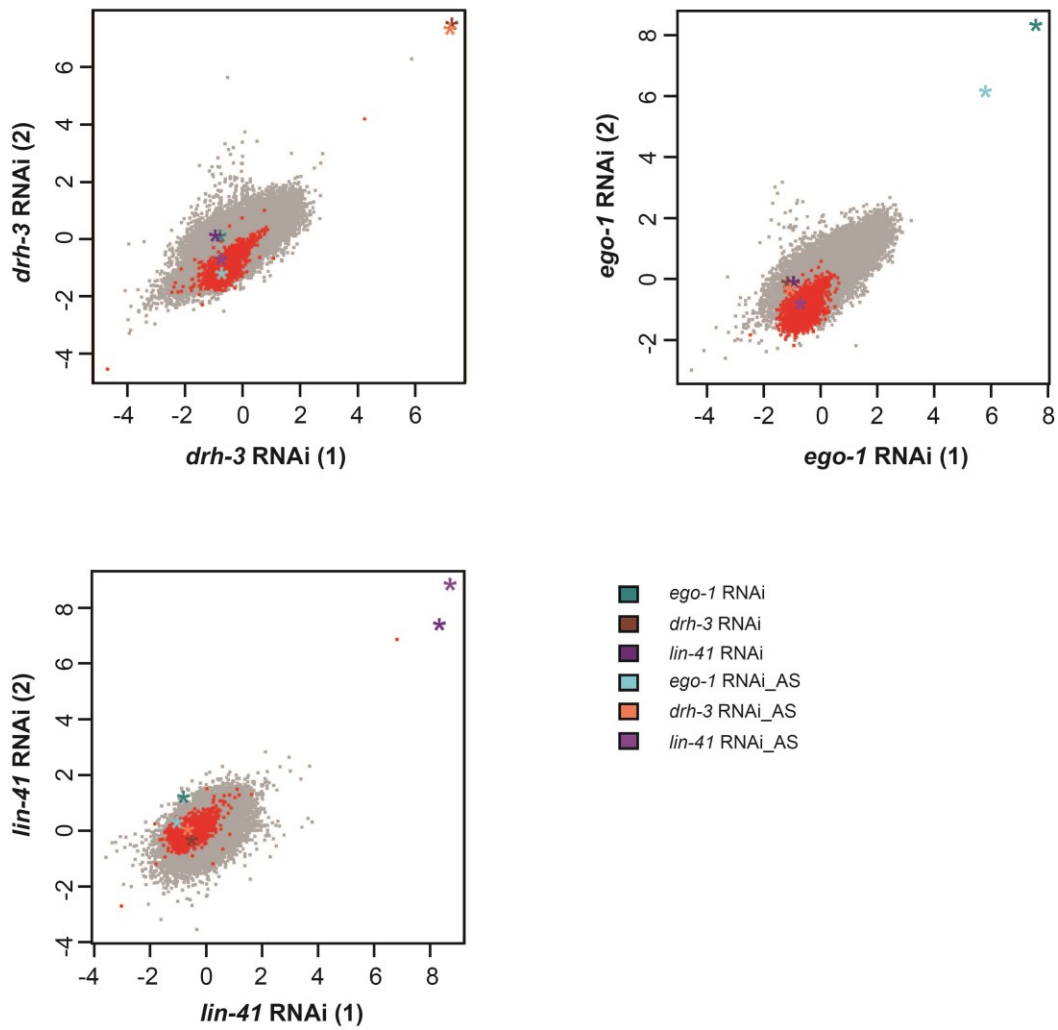 drh-3 RNAi (2)
6
4
2
0
-2
-4
-4 -2 0 2 4 6
drh-3 RNAi (1)
ego-1 RNAi (2)
8
6
4
2
0
-2
-4 -2 0 2 4 6 8
ego-1 RNAi (1)
lin-41 RNAi (2)
8
6
4
2
0
-2
-4
-4 -2 0 2 4 6 8
lin-41 RNAi (1)
ego-1 RNAi
drh-3 RNAi
lin-41 RNAi
ego-1 RNAi_AS
drh-3 RNAi_AS
lin-41 RNAi_AS